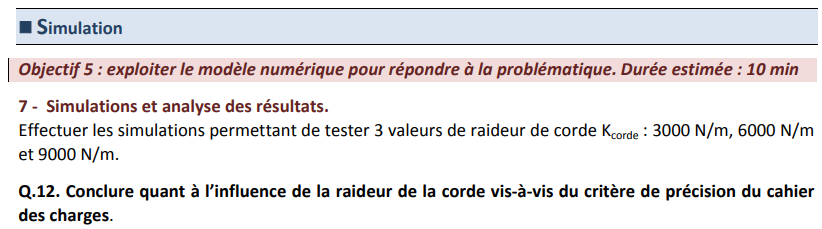 ■ Simulation
Objectif 5 : exploiter le modèle numérique pour répondre à la problématique. Durée estimée : 10 min
7 - Simulations et analyse des résultats.
Effectuer les simulations permettant de tester 3 valeurs de raideur de corde Kcorde : 3000 N/m, 6000 N/m
et 9000 N/m.
Q.12. Conclure quant à l’influence de la raideur de la corde vis-à-vis du critère de précision du cahier
des charges.